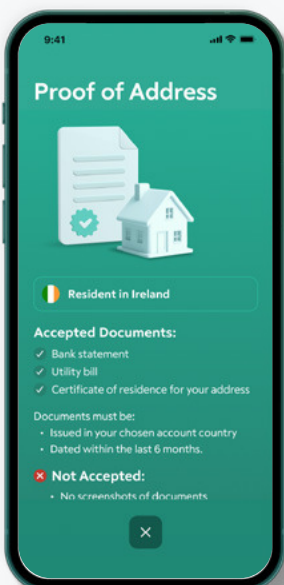 9:41
Proof of Address
Resident in Ireland
Accepted Documents:
Bank statement
Utility bill
Certificate of residence for your address
Documents must be:
• Issued in your chosen account country
• Dated within the last 6 months.
Not Accepted:
• No screenshots of documents